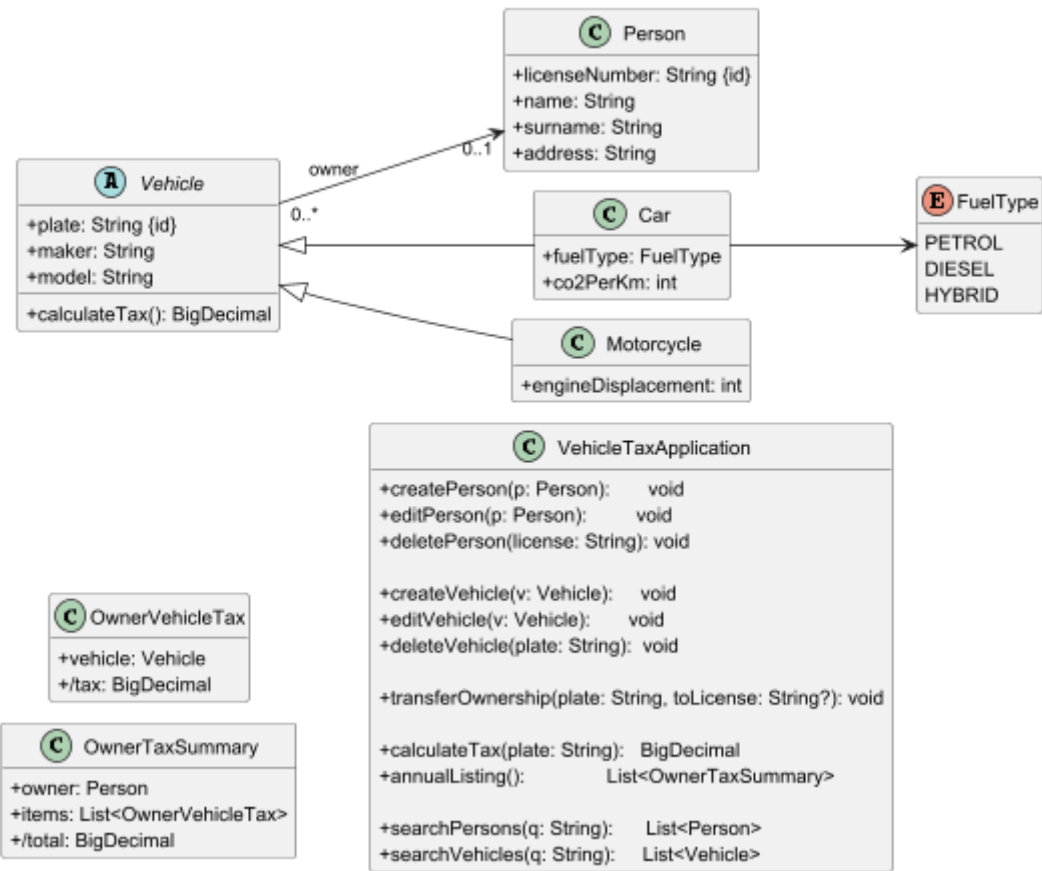 C Person
+licenseNumber: String {id}
+name: String
+surname: String
+address: String
owner
0..*
0..1
A Vehicle
+plate: String {id}
+maker: String
+model: String
+calculateTax(): BigDecimal
C Car
+fuelType: FuelType
+co2PerKm: int
E FuelType
PETROL
DIESEL
HYBRID
C Motorcycle
+engineDisplacement: int
C VehicleTaxApplication
+createPerson(p: Person): void
+editPerson(p: Person): void
+deletePerson(license: String): void
+createVehicle(v: Vehicle): void
+editVehicle(v: Vehicle): void
+deleteVehicle(plate: String): void
+transferOwnership(plate: String, toLicense: String?): void
+calculateTax(plate: String): BigDecimal
+annualListing(): List<OwnerTaxSummary>
+searchPersons(q: String): List<Person>
+searchVehicles(q: String): List<Vehicle>
C OwnerVehicleTax
+vehicle: Vehicle
+/tax: BigDecimal
C OwnerTaxSummary
+owner: Person
+items: List<OwnerVehicleTax>
+/total: BigDecimal